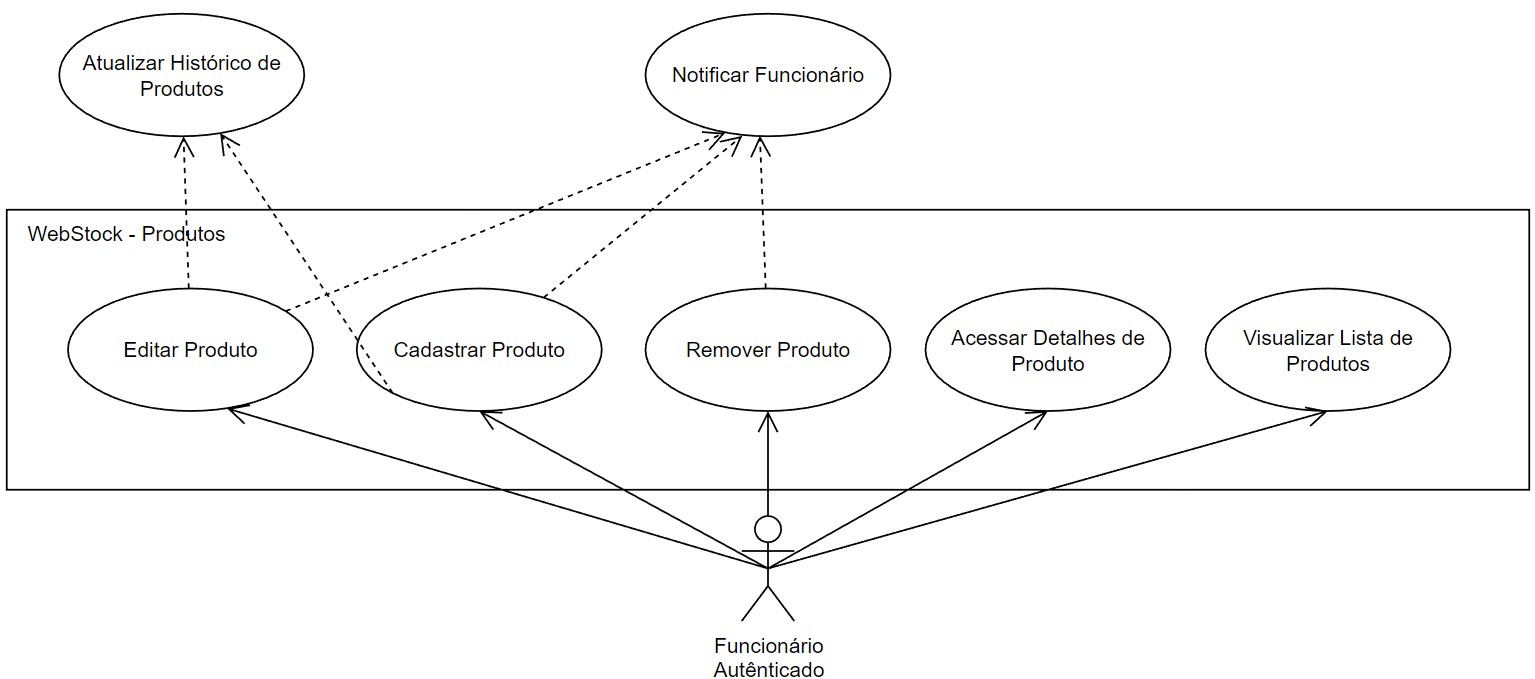 Atualizar Histórico de
Produtos
Notificar Funcionário
WebStock - Produtos
Editar Produto
Cadastrar Produto
Remover Produto
Acessar Detalhes de
Produto
Visualizar Lista de
Produtos
Funcionário
Autênticado